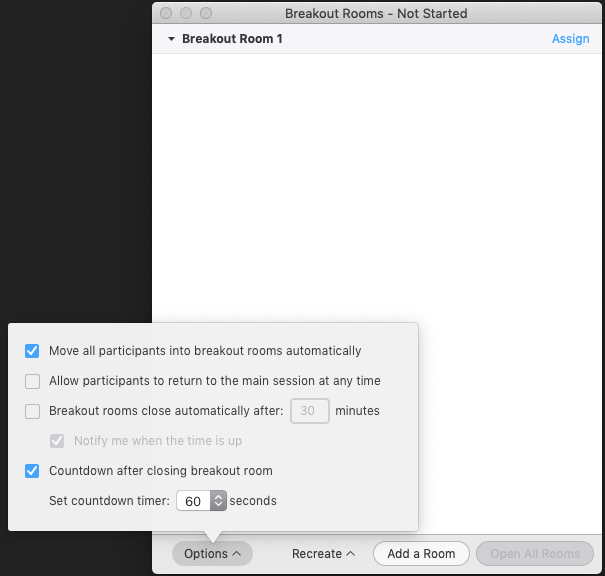 Breakout Rooms - Not Started
Breakout Room 1 Assign
Move all participants into breakout rooms automatically
Allow participants to return to the main session at any time
Breakout rooms close automatically after: 30 minutes
Notify me when the time is up
Countdown after closing breakout room
Set countdown timer: 60 seconds
Options Recreate Add a Room Open All Rooms